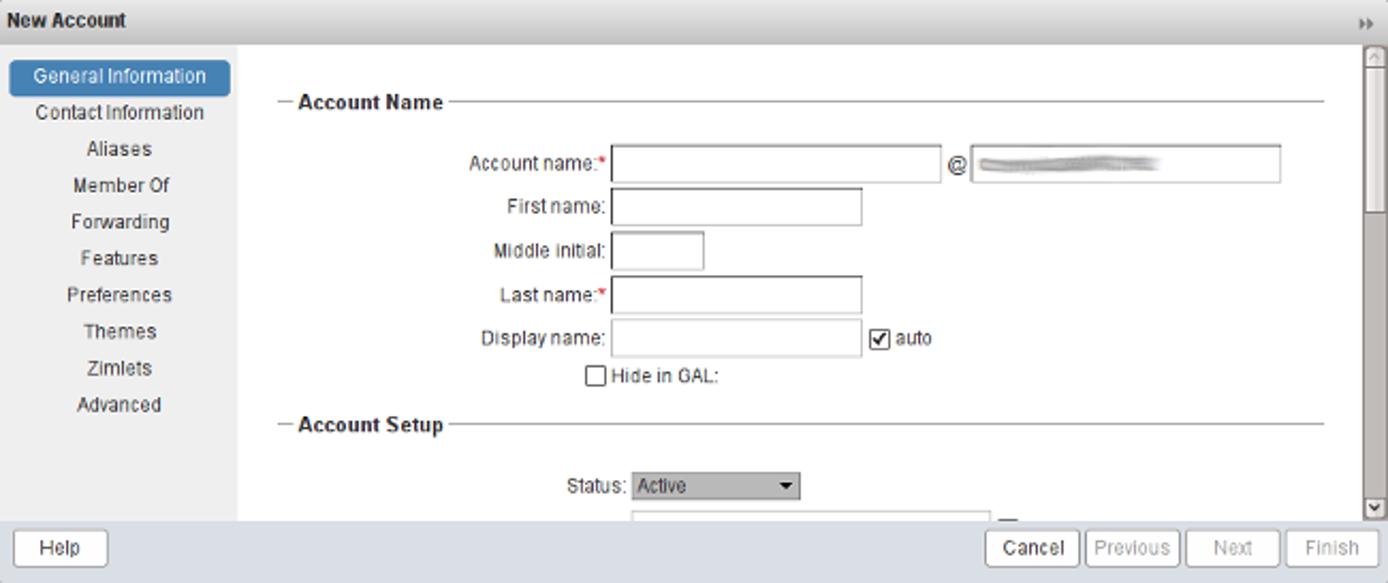 New Account
General Information
Contact Information
Aliases
Member Of
Forwarding
Features
Preferences
Themes
Zimlets
Advanced
Account Name
Account name:* @
First name:
Middle initial:
Last name:*
Display name: auto
Hide in GAL:
Account Setup
Status: Active
Help Cancel Previous Next Finish